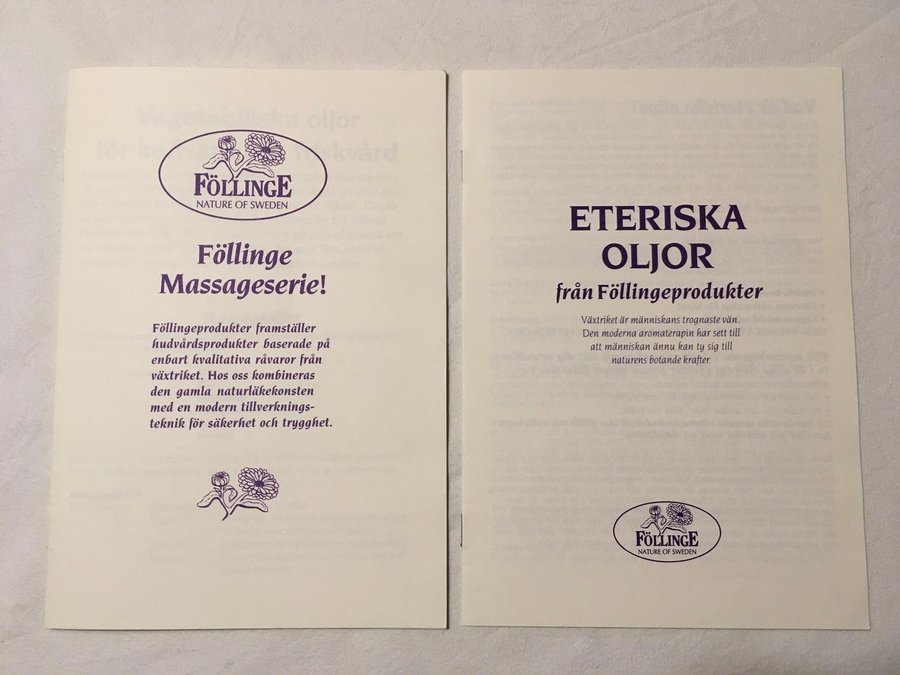 FÖLLINGE
NATURE OF SWEDEN
Föllinge
Massageserie!
Föllingeprodukter framställer
hudvårdsprodukter baserade på
enbart kvalitativa råvaror från
växtriket. Hos oss kombineras
den gamla naturläkekonsten
med en modern tillverknings-
teknik för säkerhet och trygghet.
ETERISKA
OLJOR
från Föllingeprodukter
Växtriket är människans trognaste vän.
Den moderna aromaterapin har sett till
att människan ännu kan ty sig till
naturens botande krafter.
FÖLLINGE
NATURE OF SWEDEN